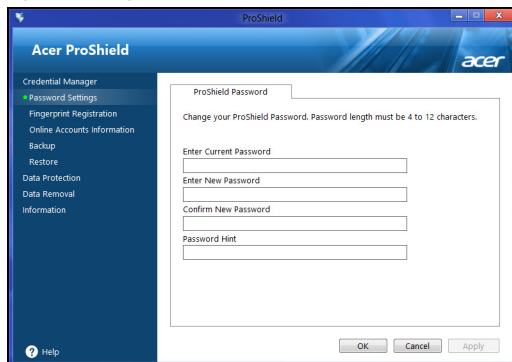 ProShield
Acer ProShield
acer
Credential Manager
Password Settings
Fingerprint Registration
Online Accounts Information
Backup
Restore
Data Protection
Data Removal
Information
Help
ProShield Password
Change your ProShield Password. Password length must be 4 to 12 characters.
Enter Current Password
Enter New Password
Confirm New Password
Password Hint
OK
Cancel
Apply